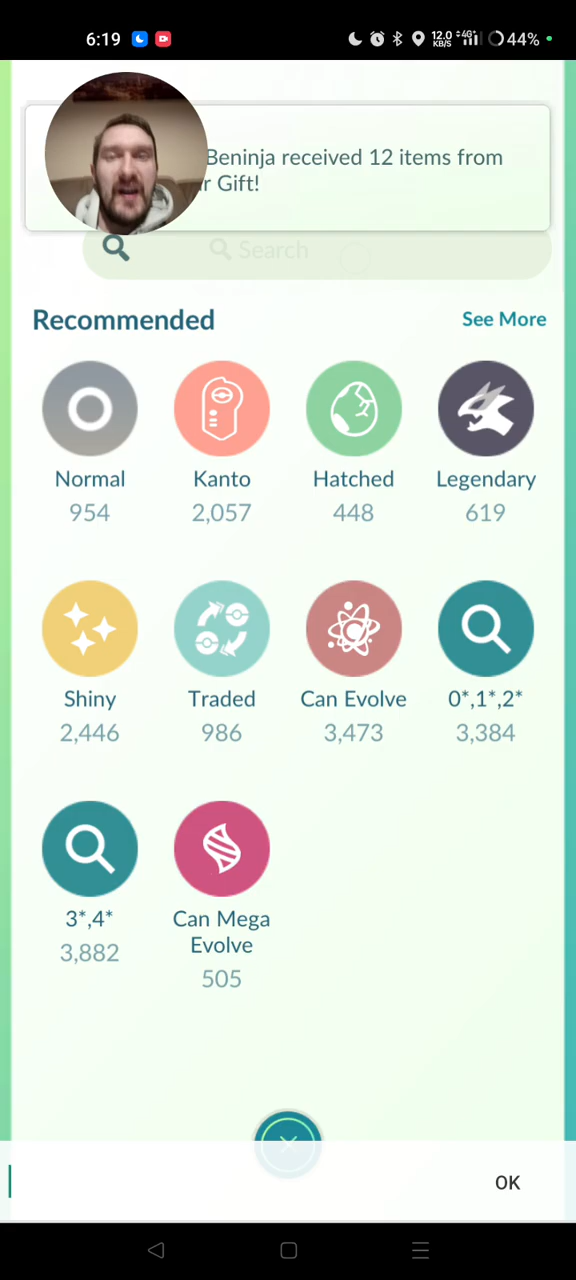 6:19
12.0
KB/S
4G
44%
Beninja received 12 items from
r Gift!
Search
Recommended
See More
Normal
Kanto
Hatched
Legendary
954
2,057
448
619
Shiny
Traded
Can Evolve
0*,1*,2*
2,446
986
3,473
3,384
3*,4*
Can Mega
Evolve
3,882
505
OK